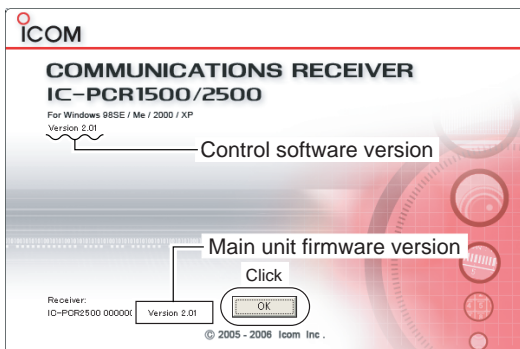 ICOM
COMMUNICATIONS RECEIVER
IC-PCR1500/2500
For Windows 98SE / Me / 2000 / XP
Version 2.01
Control software version
Main unit firmware version
Click
Receiver:
IC-PCR2500 000000 Version 2.01
OK
© 2005 - 2006 Icom Inc.